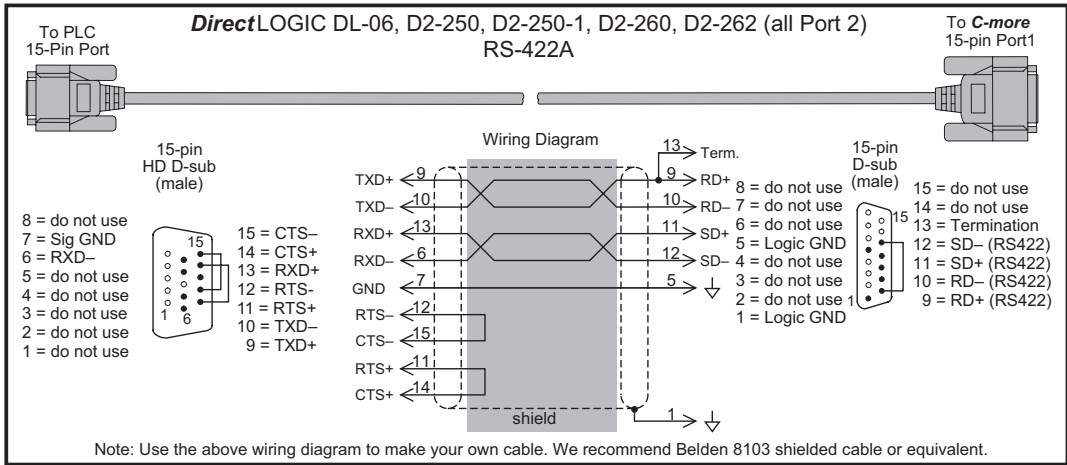 DirectLOGIC DL-06, D2-250, D2-250-1, D2-260, D2-262 (all Port 2)
RS-422A
To PLC
15-Pin Port
To C-more
15-pin Port1
Wiring Diagram
15-pin
HD D-sub
(male)
8 = do not use
7 = Sig GND
6 = RXD–
5 = do not use
4 = do not use
3 = do not use
2 = do not use
1 = do not use
15
1
6
15 = CTS–
14 = CTS+
13 = RXD+
12 = RTS-
11 = RTS+
10 = TXD–
9 = TXD+
13 Term.
TXD+ 9 9 RD+
TXD– 10 10 RD–
RXD+ 13 11 SD+
RXD– 6 12 SD–
GND 7 5
RTS– 12
CTS– 15
RTS+ 11
CTS+ 14
shield
1
15-pin
D-sub
(male)
8 = do not use
7 = do not use
6 = do not use
5 = Logic GND
4 = do not use
3 = do not use
2 = do not use
1 = Logic GND
15
1
15 = do not use
14 = do not use
13 = Termination
12 = SD– (RS422)
11 = SD+ (RS422)
10 = RD– (RS422)
9 = RD+ (RS422)
Note: Use the above wiring diagram to make your own cable. We recommend Belden 8103 shielded cable or equivalent.